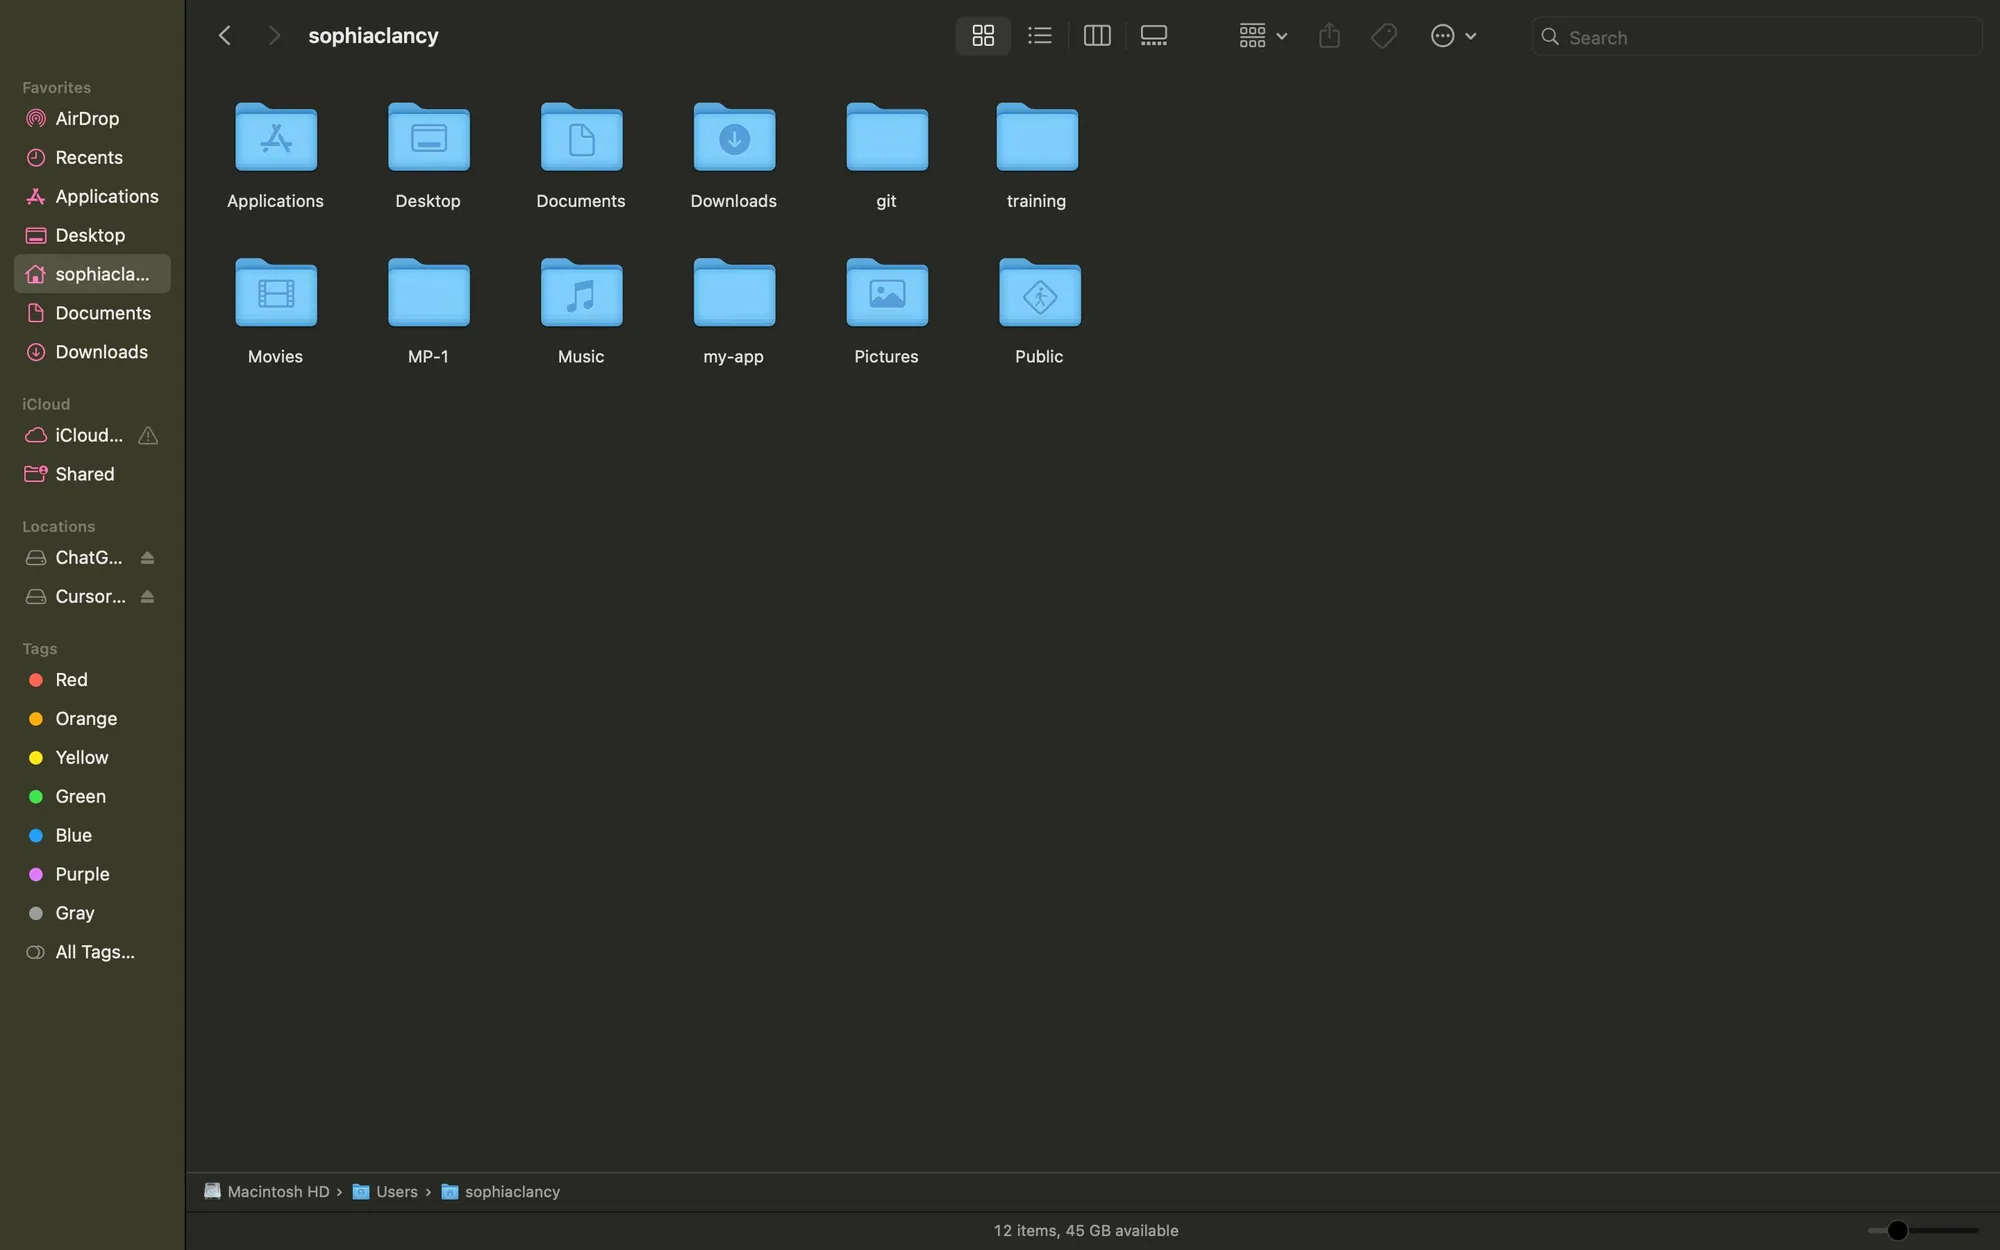 sophiaclancy
Search
Favorites
AirDrop
Recents
Applications
Desktop
sophiacla...
Documents
Downloads
iCloud
iCloud...
Shared
Locations
ChatG...
Cursor...
Tags
Red
Orange
Yellow
Green
Blue
Purple
Gray
All Tags...
Applications Desktop Documents Downloads git training
Movies MP-1 Music my-app Pictures Public
Macintosh HD › Users › sophiaclancy
12 items, 45 GB available